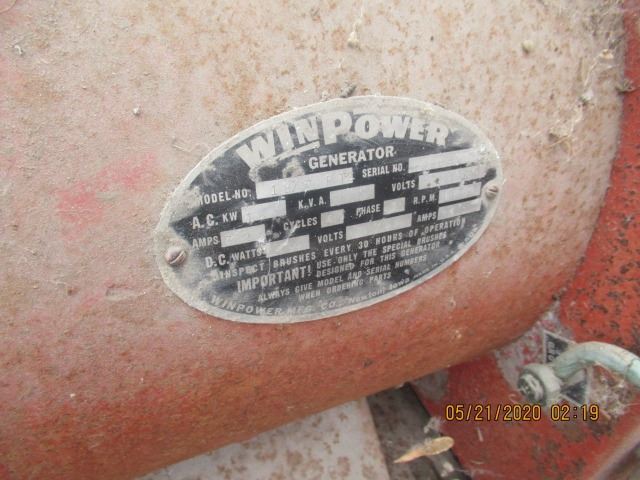 WINPOWER
GENERATOR
MODEL-NO. SERIAL NO.
A.C. KW K.V.A. VOLTS
AMPS CYCLES PHASE R.P.M.
D.C. WATTS VOLTS AMPS
INSPECT BRUSHES EVERY 30 HOURS OF OPERATION
IMPORTANT! USE ONLY THE SPECIAL BRUSHES
DESIGNED FOR THIS GENERATOR
ALWAYS GIVE MODEL AND SERIAL NUMBERS
WHEN ORDERING PARTS
WINPOWER MFG. CO. Newton, Iowa
05/21/2020 02:19